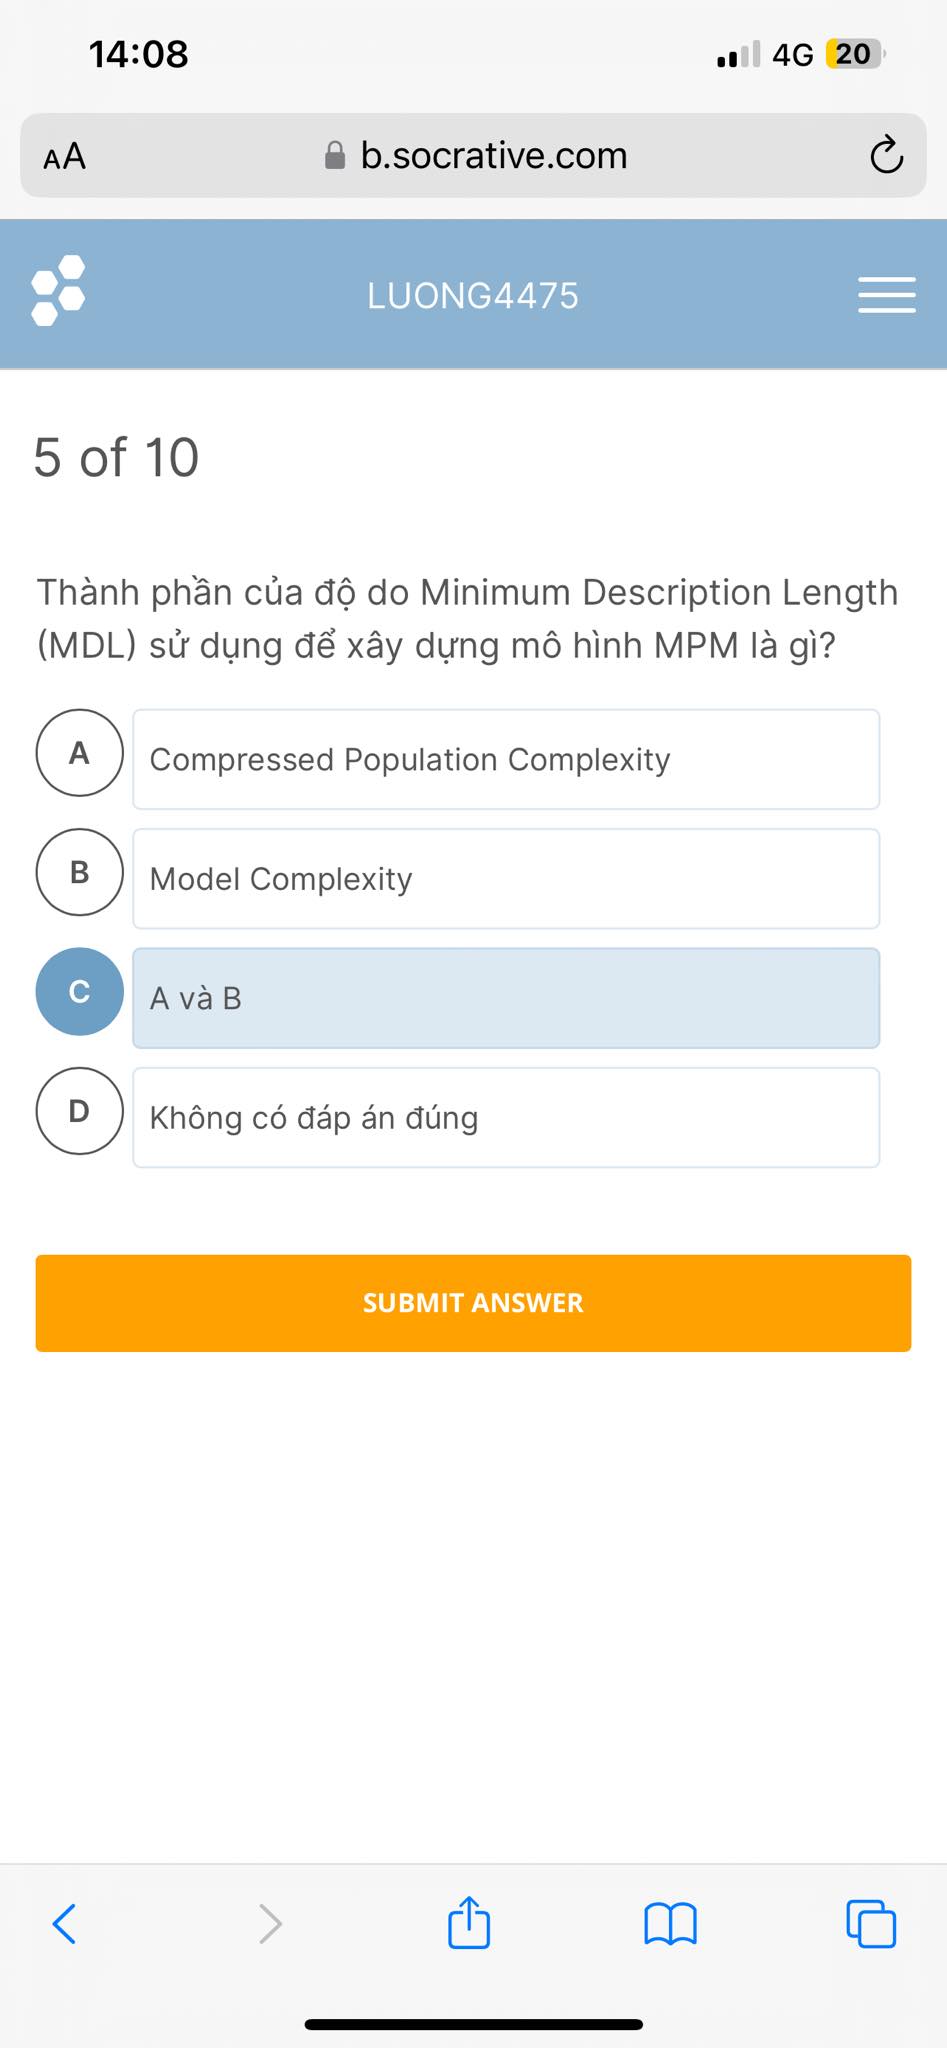 14:08
4G 20
AA b.socrative.com
LUONG4475
5 of 10
Thành phần của độ do Minimum Description Length
(MDL) sử dụng để xây dựng mô hình MPM là gì?
A Compressed Population Complexity
B Model Complexity
C A và B
D Không có đáp án đúng
SUBMIT ANSWER